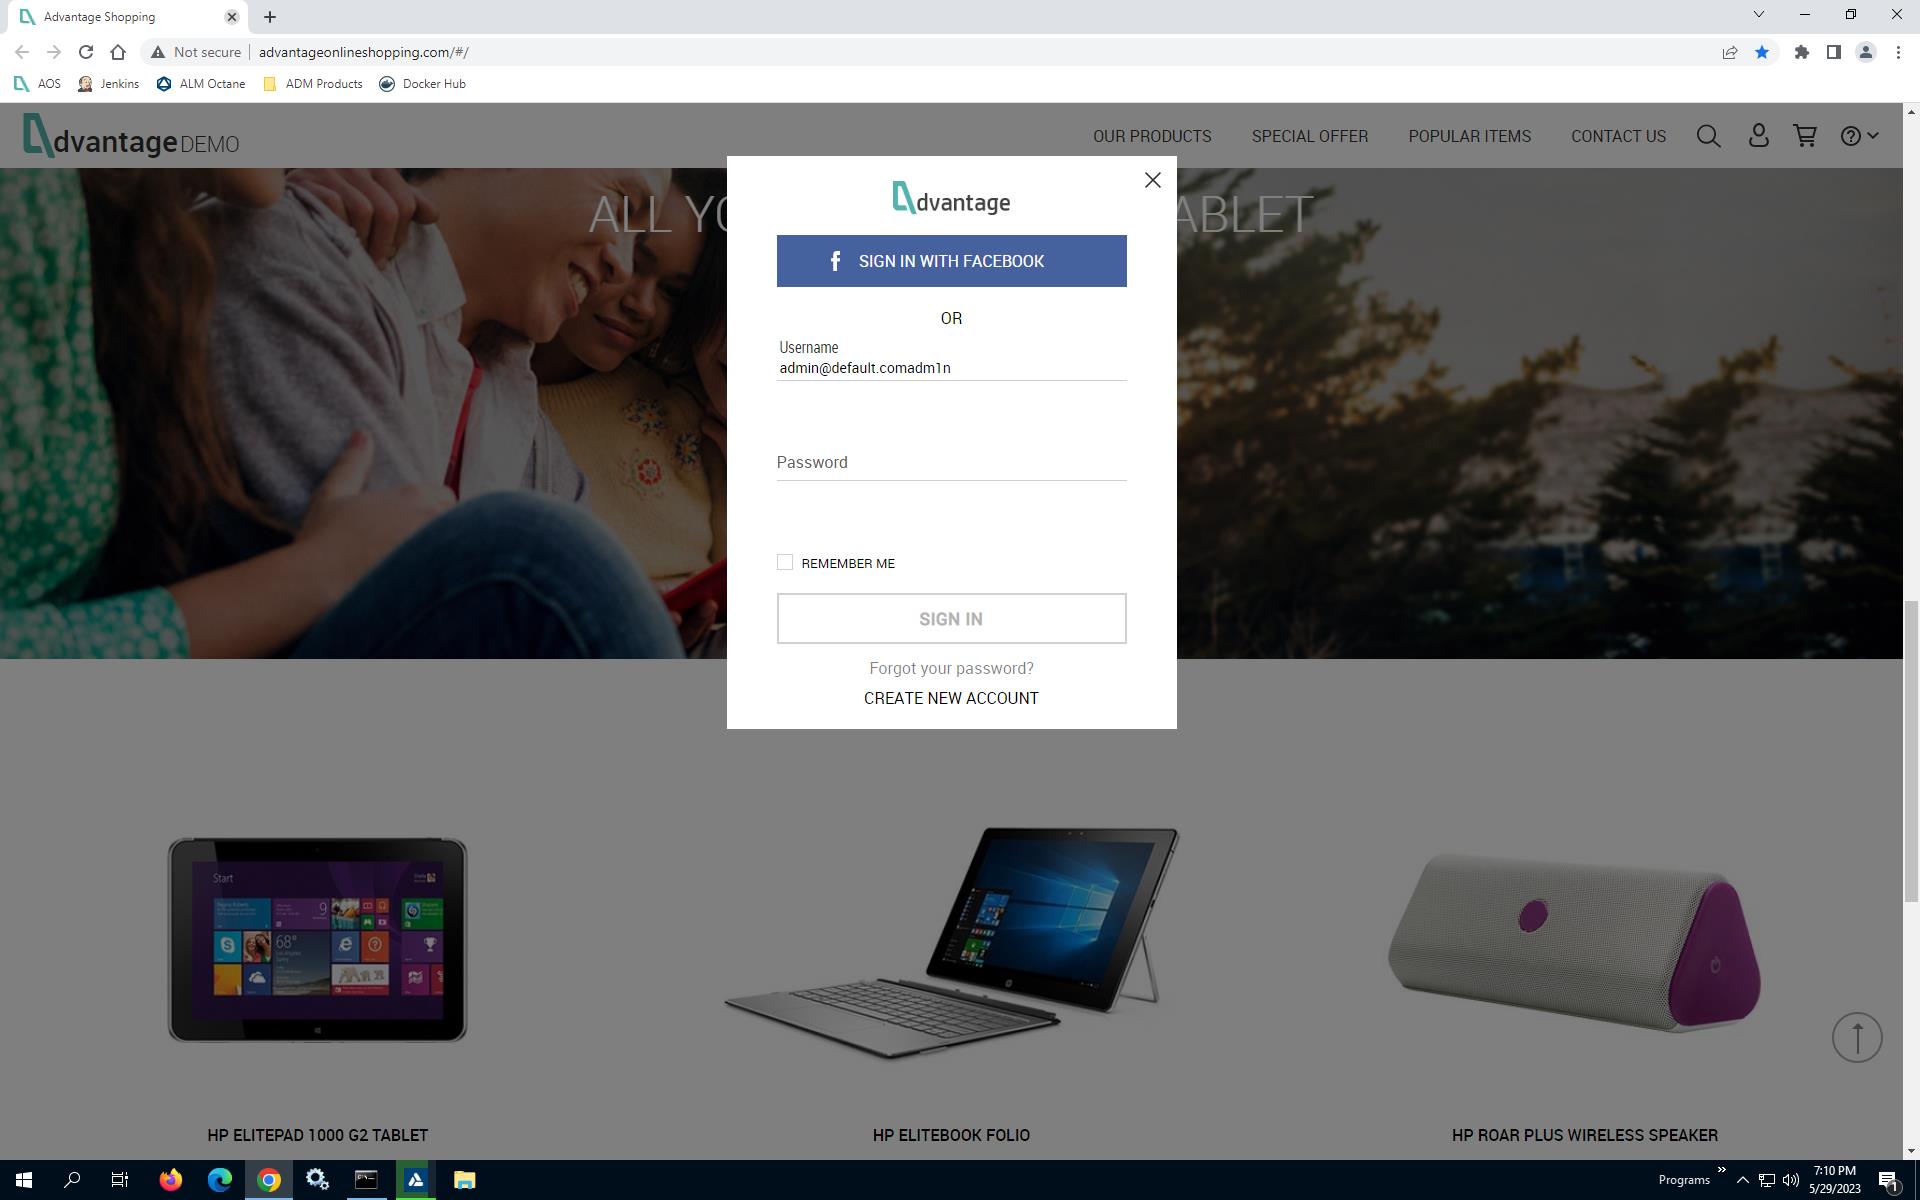 Advantage Shopping
Not secure
advantageonlineshopping.com/#/
AOS
Jenkins
ALM Octane
ADM Products
Docker Hub
dvantage DEMO
OUR PRODUCTS
SPECIAL OFFER
POPULAR ITEMS
CONTACT US
ALL YO
ABLET
dvantage
SIGN IN WITH FACEBOOK
OR
Username
admin@default.comadm1n
Password
REMEMBER ME
SIGN IN
Forgot your password?
CREATE NEW ACCOUNT
Start
9
68°
HP ELITEPAD 1000 G2 TABLET
HP ELITEBOOK FOLIO
HP ROAR PLUS WIRELESS SPEAKER
Programs
7:10 PM
5/29/2023
1